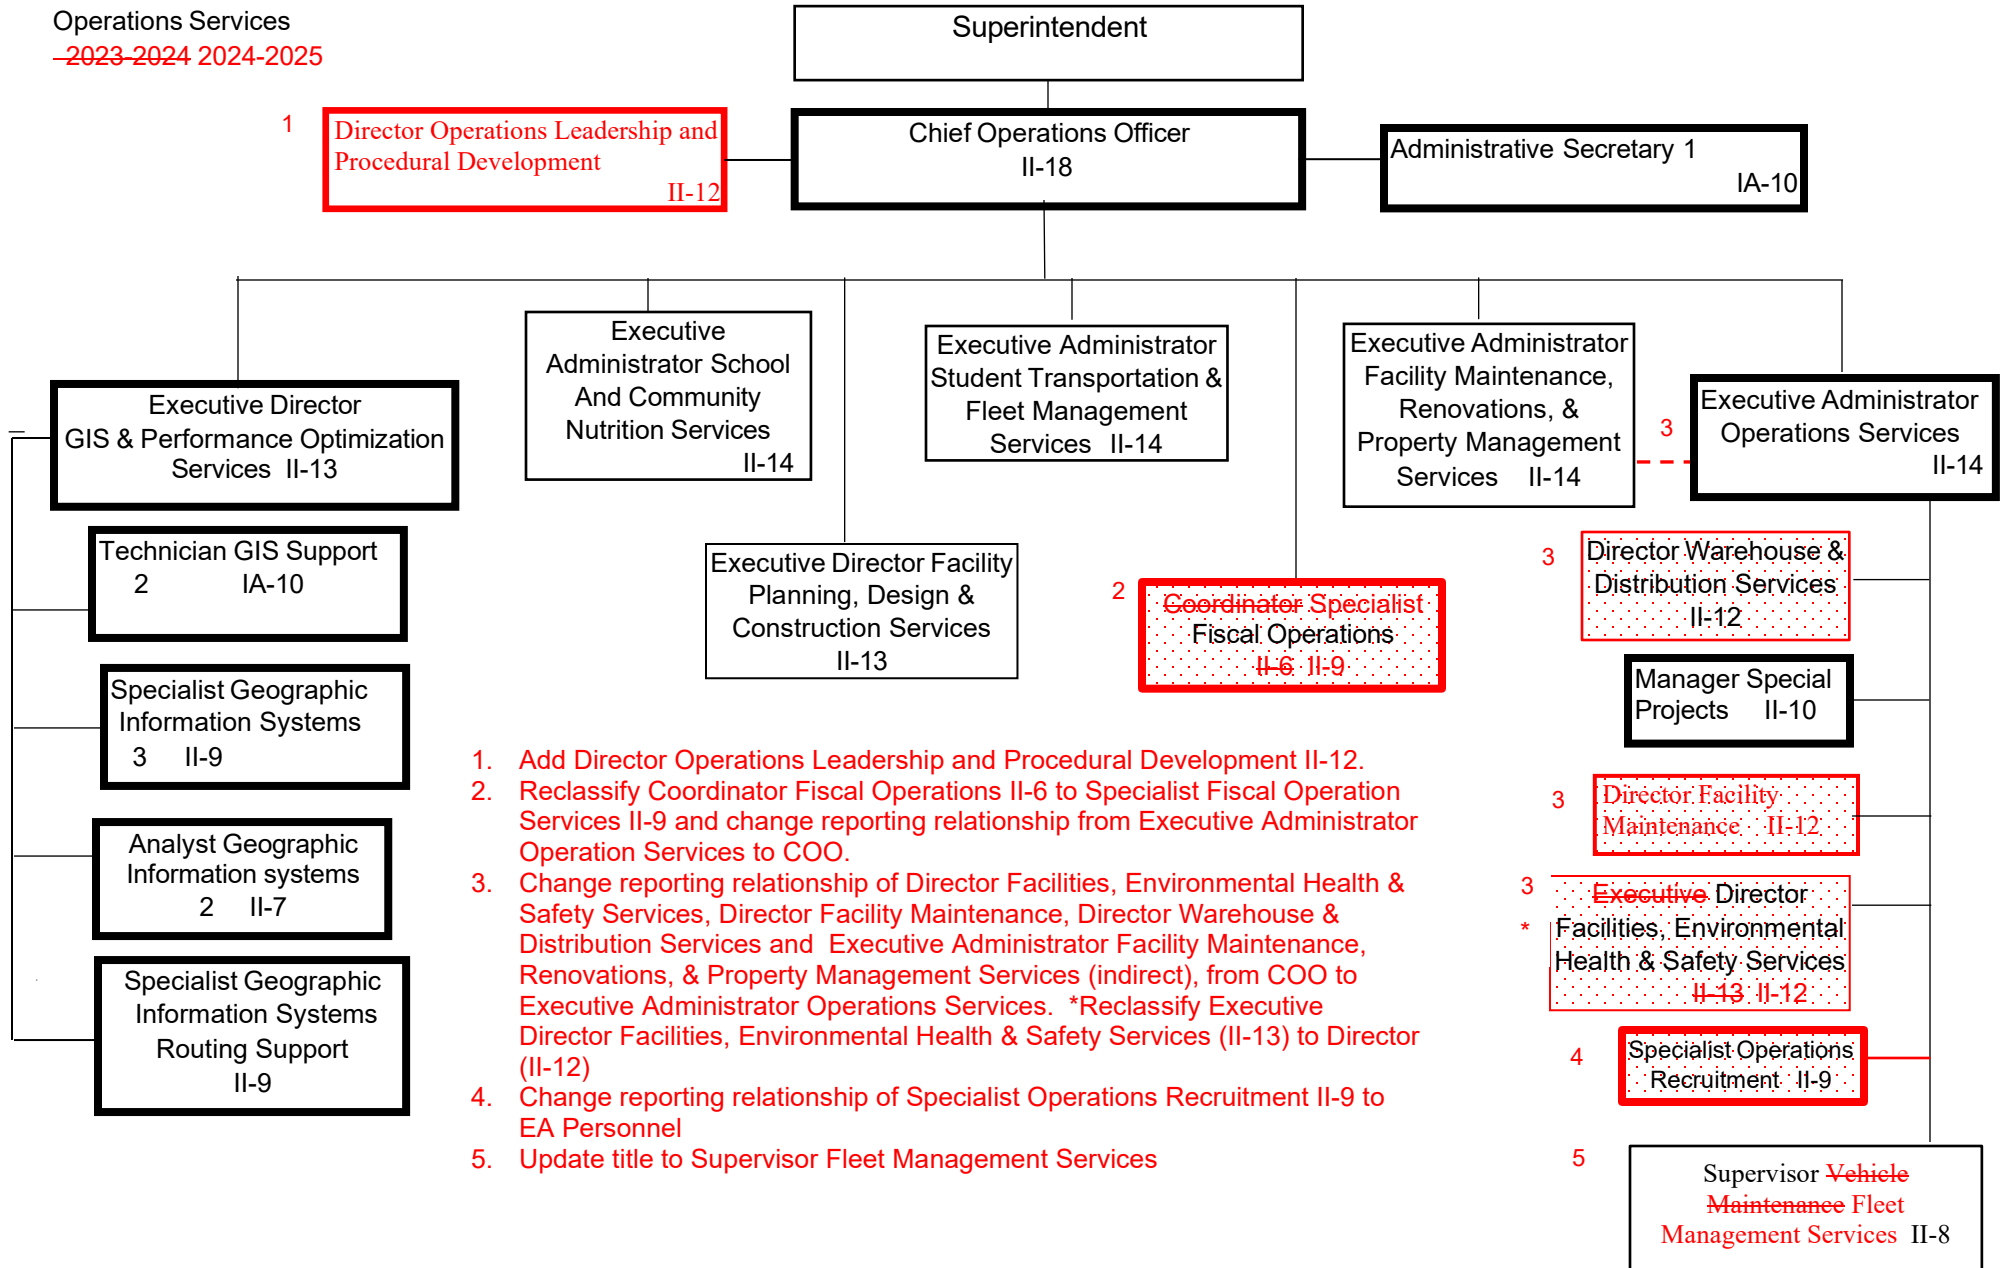 Operations Services
2023-2024 2024-2025
Superintendent
1
Director Operations Leadership and
Procedural Development
II-12
Chief Operations Officer
II-18
Administrative Secretary 1
IA-10
Executive Director
GIS & Performance Optimization
Services II-13
Executive
Administrator School
And Community
Nutrition Services
II-14
Executive Administrator
Student Transportation &
Fleet Management
Services II-14
Executive Administrator
Facility Maintenance,
Renovations, &
Property Management
Services II-14
3
Executive Administrator
Operations Services
II-14
Technician GIS Support
2 IA-10
Specialist Geographic
Information Systems
3 II-9
Analyst Geographic
Information systems
2 II-7
Specialist Geographic
Information Systems
Routing Support
II-9
Executive Director Facility
Planning, Design &
Construction Services
II-13
2
Coordinator Specialist
Fiscal Operations
II-6 II-9
3
Director Warehouse &
Distribution Services
II-12
Manager Special
Projects II-10
3
Director Facility
Maintenance II-12
3
*
Executive Director
Facilities, Environmental
Health & Safety Services
II-13 II-12
4
Specialist Operations
Recruitment II-9
5
Supervisor Vehicle
Maintenance Fleet
Management Services II-8
1. Add Director Operations Leadership and Procedural Development II-12.
2. Reclassify Coordinator Fiscal Operations II-6 to Specialist Fiscal Operation
Services II-9 and change reporting relationship from Executive Administrator
Operation Services to COO.
3. Change reporting relationship of Director Facilities, Environmental Health &
Safety Services, Director Facility Maintenance, Director Warehouse &
Distribution Services and Executive Administrator Facility Maintenance,
Renovations, & Property Management Services (indirect), from COO to
Executive Administrator Operations Services. *Reclassify Executive
Director Facilities, Environmental Health & Safety Services (II-13) to Director
(II-12)
4. Change reporting relationship of Specialist Operations Recruitment II-9 to
EA Personnel
5. Update title to Supervisor Fleet Management Services